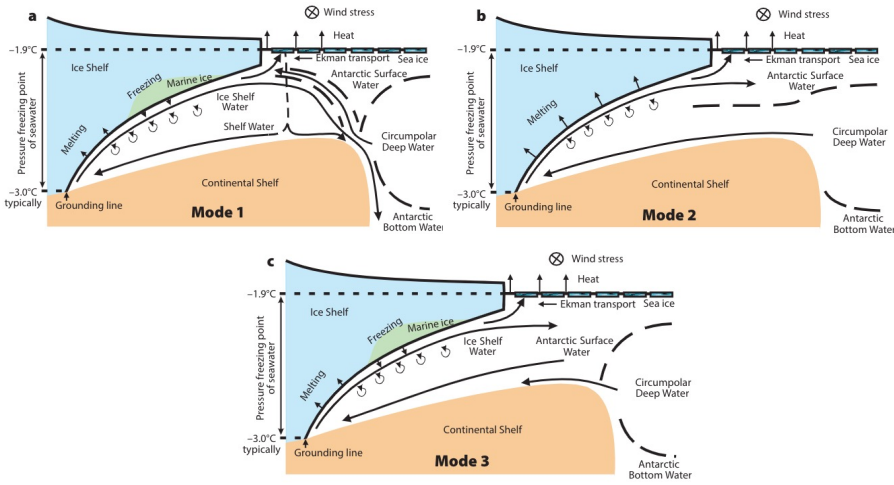 a
Wind stress
−1.9°C
Heat
Ekman transport
Sea ice
Ice Shelf
Antarctic Surface
Water
Freezing
Marine ice
Ice Shelf
Water
Melting
Shelf Water
Circumpolar
Deep Water
Pressure freezing point
of seawater
Continental Shelf
−3.0°C
typically
Grounding line
Mode 1
Antarctic
Bottom Water
b
Wind stress
−1.9°C
Heat
Ekman transport
Sea ice
Ice Shelf
Antarctic Surface
Water
Melting
Circumpolar
Deep Water
Pressure freezing point
of seawater
Continental Shelf
−3.0°C
typically
Grounding line
Mode 2
Antarctic
Bottom Water
c
Wind stress
−1.9°C
Heat
Ekman transport
Sea ice
Ice Shelf
Freezing
Marine ice
Ice Shelf
Water
Antarctic Surface
Water
Melting
Circumpolar
Deep Water
Pressure freezing point
of seawater
Continental Shelf
−3.0°C
typically
Grounding line
Mode 3
Antarctic
Bottom Water